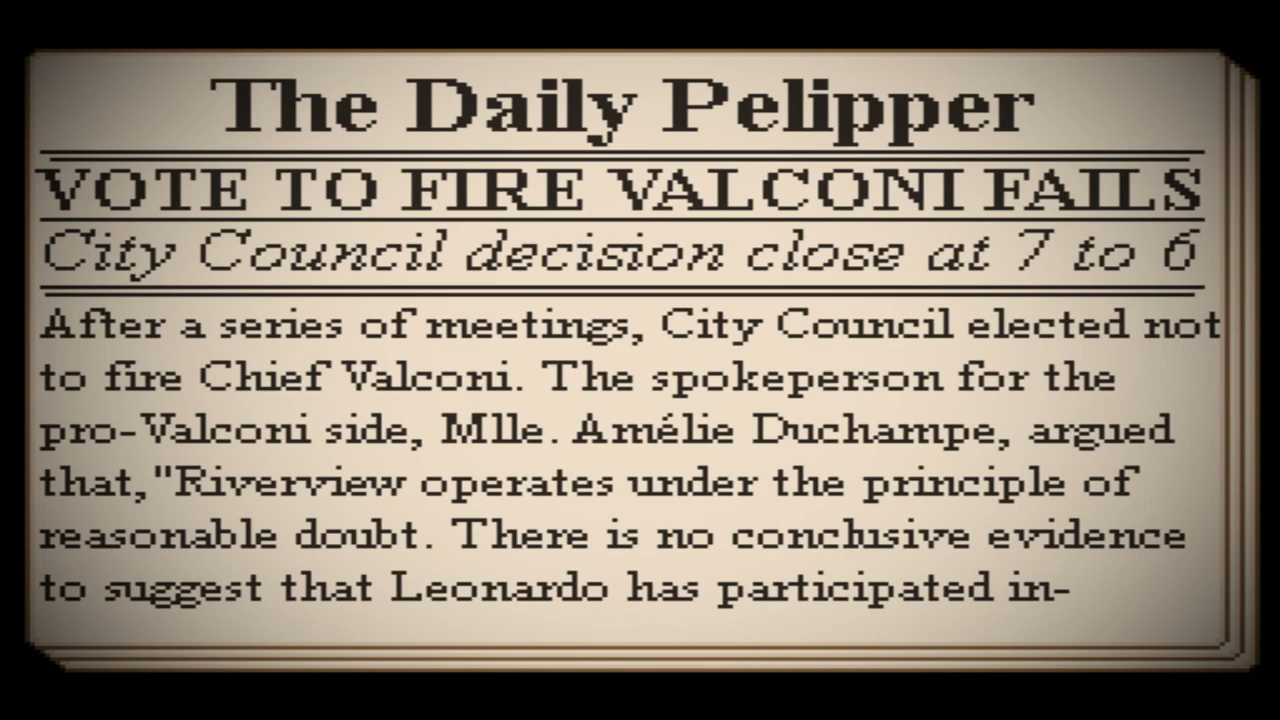 The Daily Pelipper
VOTE TO FIRE VALCONI FAILS
City Council decision close at 7 to 6
After a series of meetings, City Council elected not
to fire Chief Valconi. The spokeperson for the
pro-Valconi side, Mlle. Amélie Duchampe, argued
that,"Riverview operates under the principle of
reasonable doubt. There is no conclusive evidence
to suggest that Leonardo has participated in-